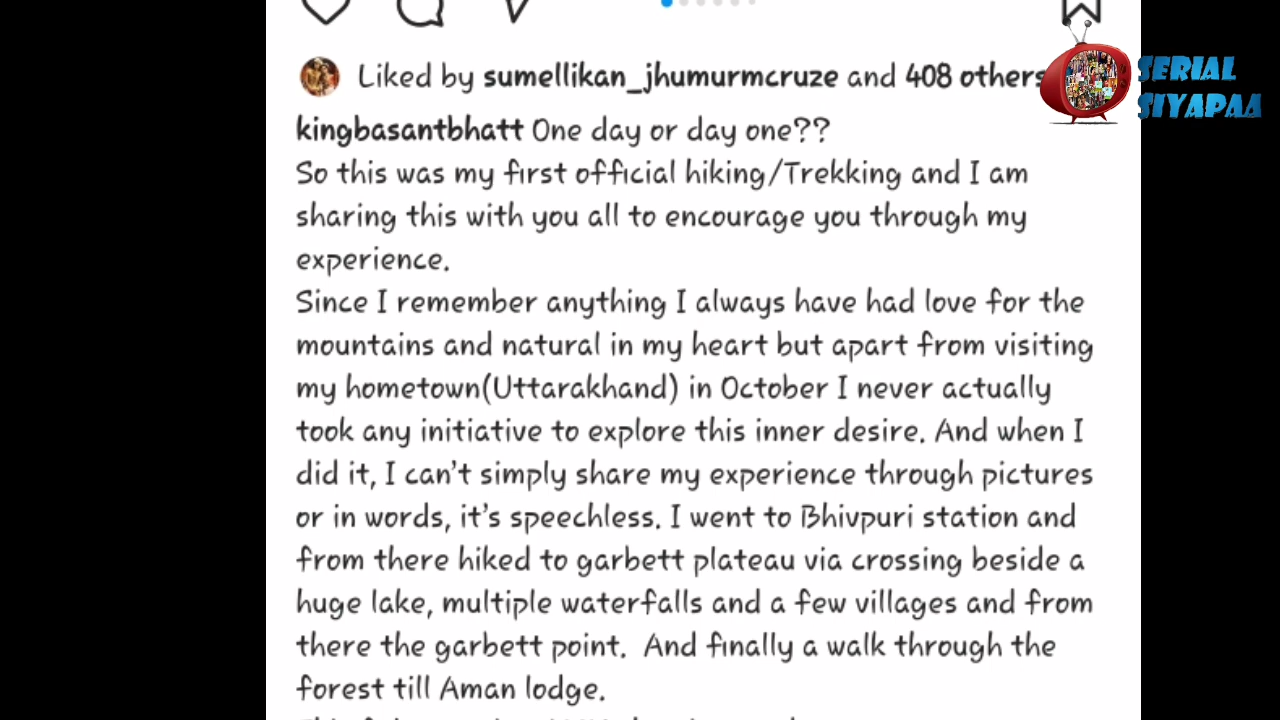 Liked by sumellikan_jhumurmcruze and 408 others
SERIAL
SIYAPAA
kingbasantbhatt One day or day one??
So this was my first official hiking/Trekking and I am
sharing this with you all to encourage you through my
experience.
Since I remember anything I always have had love for the
mountains and natural in my heart but apart from visiting
my hometown(Uttarakhand) in October I never actually
took any initiative to explore this inner desire. And when I
did it, I can't simply share my experience through pictures
or in words, it's speechless. I went to Bhivpuri station and
from there hiked to garbett plateau via crossing beside a
huge lake, multiple waterfalls and a few villages and from
there the garbett point.  And finally a walk through the
forest till Aman lodge.